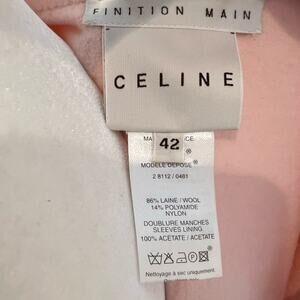 FINITION MAIN
CELINE
42
MODELE DEPOSE ®
2 8112 / 0481
86% LAINE / WOOL
14% POLYAMIDE
NYLON
DOUBLURE MANCHES
SLEEVES LINING
100% ACETATE / ACETATE
Nettoyage à sec uniquement